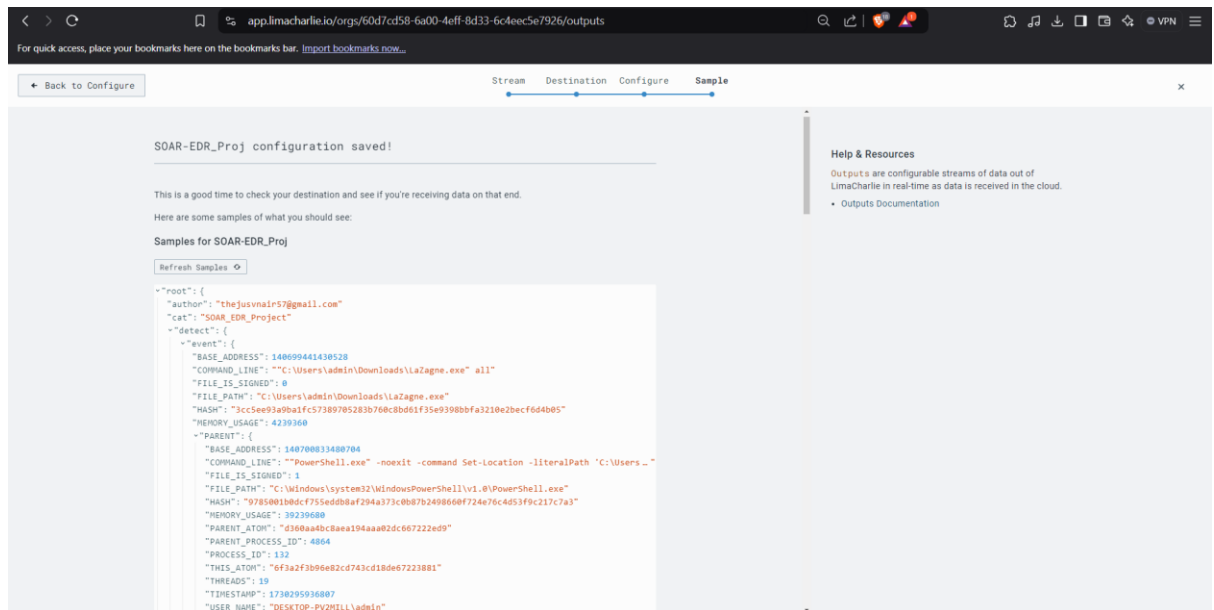 app.limacharlie.io/orgs/60d7cd58-6a00-4eff-8d33-6c4eec5e7926/outputs
VPN
For quick access, place your bookmarks here on the bookmarks bar. Import bookmarks now...
← Back to Configure
Stream Destination Configure Sample
SOAR-EDR_Proj configuration saved!
This is a good time to check your destination and see if you're receiving data on that end.
Here are some samples of what you should see:
Samples for SOAR-EDR_Proj
Refresh Samples
"root": {
"author": "thejusvnair57@gmail.com"
"cat": "SOAR_EDR_Project"
"detect": {
"event": {
"BASE_ADDRESS": 140699441430528
"COMMAND_LINE": ""C:\Users\admin\Downloads\LaZagne.exe" all"
"FILE_IS_SIGNED": 0
"FILE_PATH": "C:\Users\admin\Downloads\LaZagne.exe"
"HASH": "3cc5ee93a9ba1fc57389705283b760c8bd61f35e9398bbfa3210e2becf6d4b05"
"MEMORY_USAGE": 4239360
"PARENT": {
"BASE_ADDRESS": 140700833480704
"COMMAND_LINE": ""PowerShell.exe" -noexit -command Set-Location -literalPath 'C:\Users … "
"FILE_IS_SIGNED": 1
"FILE_PATH": "C:\Windows\system32\WindowsPowerShell\v1.0\PowerShell.exe"
"HASH": "9785001b0dcf755eddb8af294a373c0b87b2498660f724e76c4d53f9c217c7a3"
"MEMORY_USAGE": 39239680
"PARENT_ATOM": "d360aa4bc8aea194aaa02dc667222ed9"
"PARENT_PROCESS_ID": 4864
"PROCESS_ID": 132
"THIS_ATOM": "6f3a2f3b96e82cd743cd18de67223881"
"THREADS": 19
"TIMESTAMP": 1730295936807
"USER_NAME": "DESKTOP-PV2MILL\admin"
Help & Resources
Outputs are configurable streams of data out of
LimaCharlie in real-time as data is received in the cloud.
• Outputs Documentation